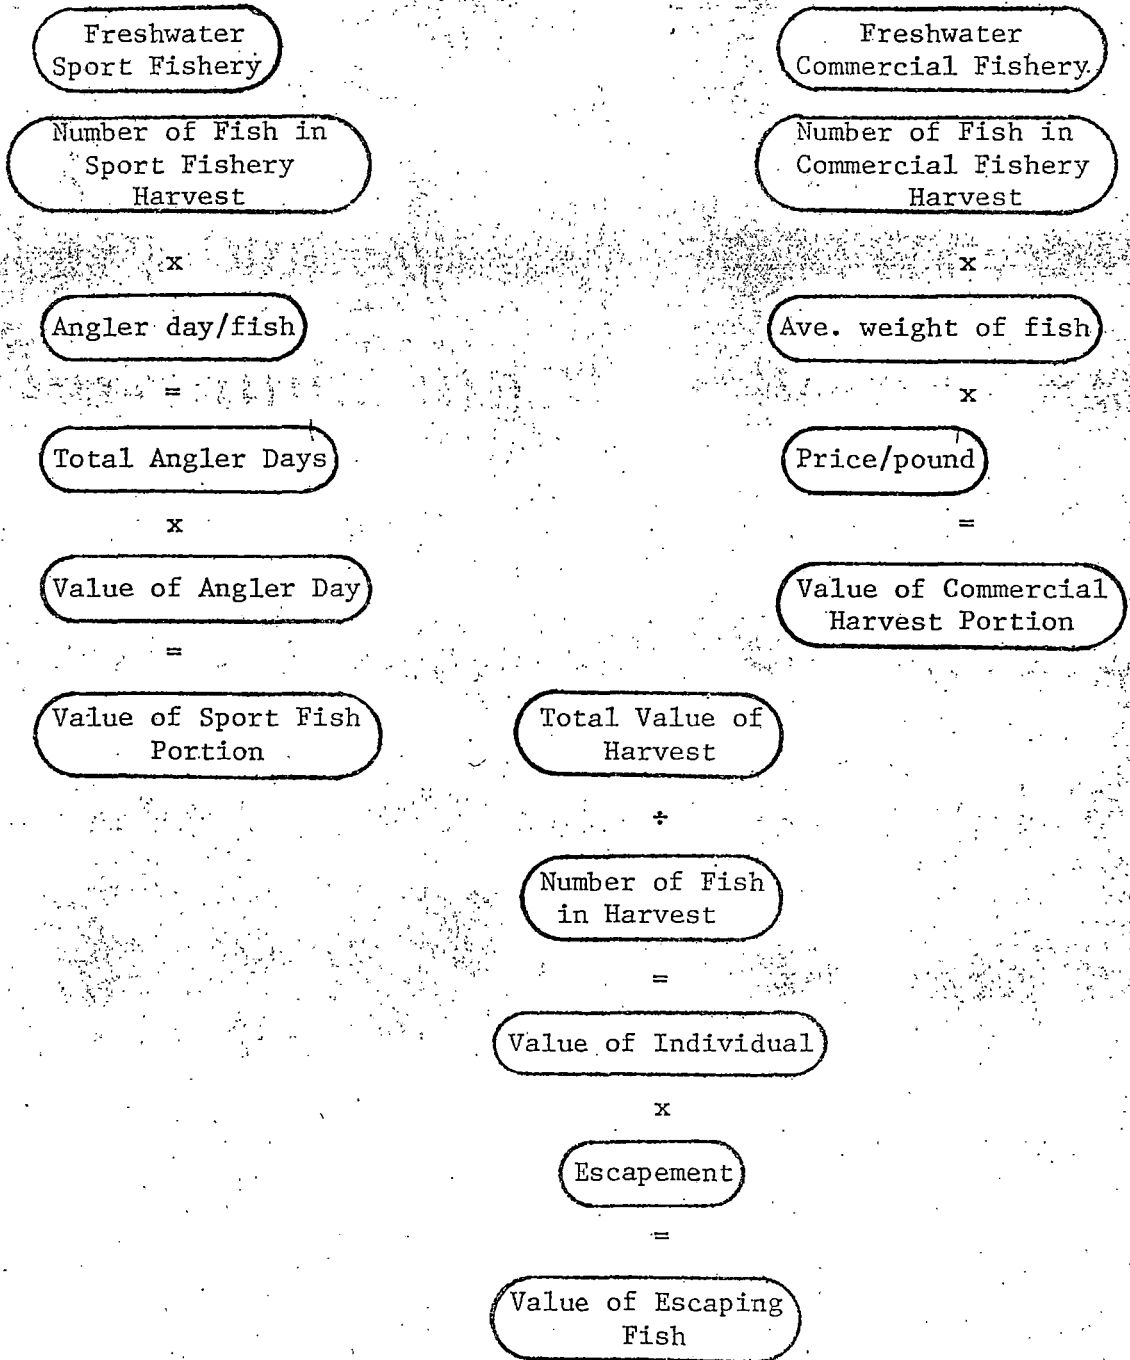 Freshwater
Sport Fishery
Number of Fish in
Sport Fishery
Harvest
x
Angler day/fish
=
Total Angler Days
x
Value of Angler Day
=
Value of Sport Fish
Portion
Freshwater
Commercial Fishery
Number of Fish in
Commercial Fishery
Harvest
x
Ave. weight of fish
x
Price/pound
=
Value of Commercial
Harvest Portion
Total Value of
Harvest
÷
Number of Fish
in Harvest
=
Value of Individual
x
Escapement
=
Value of Escaping
Fish